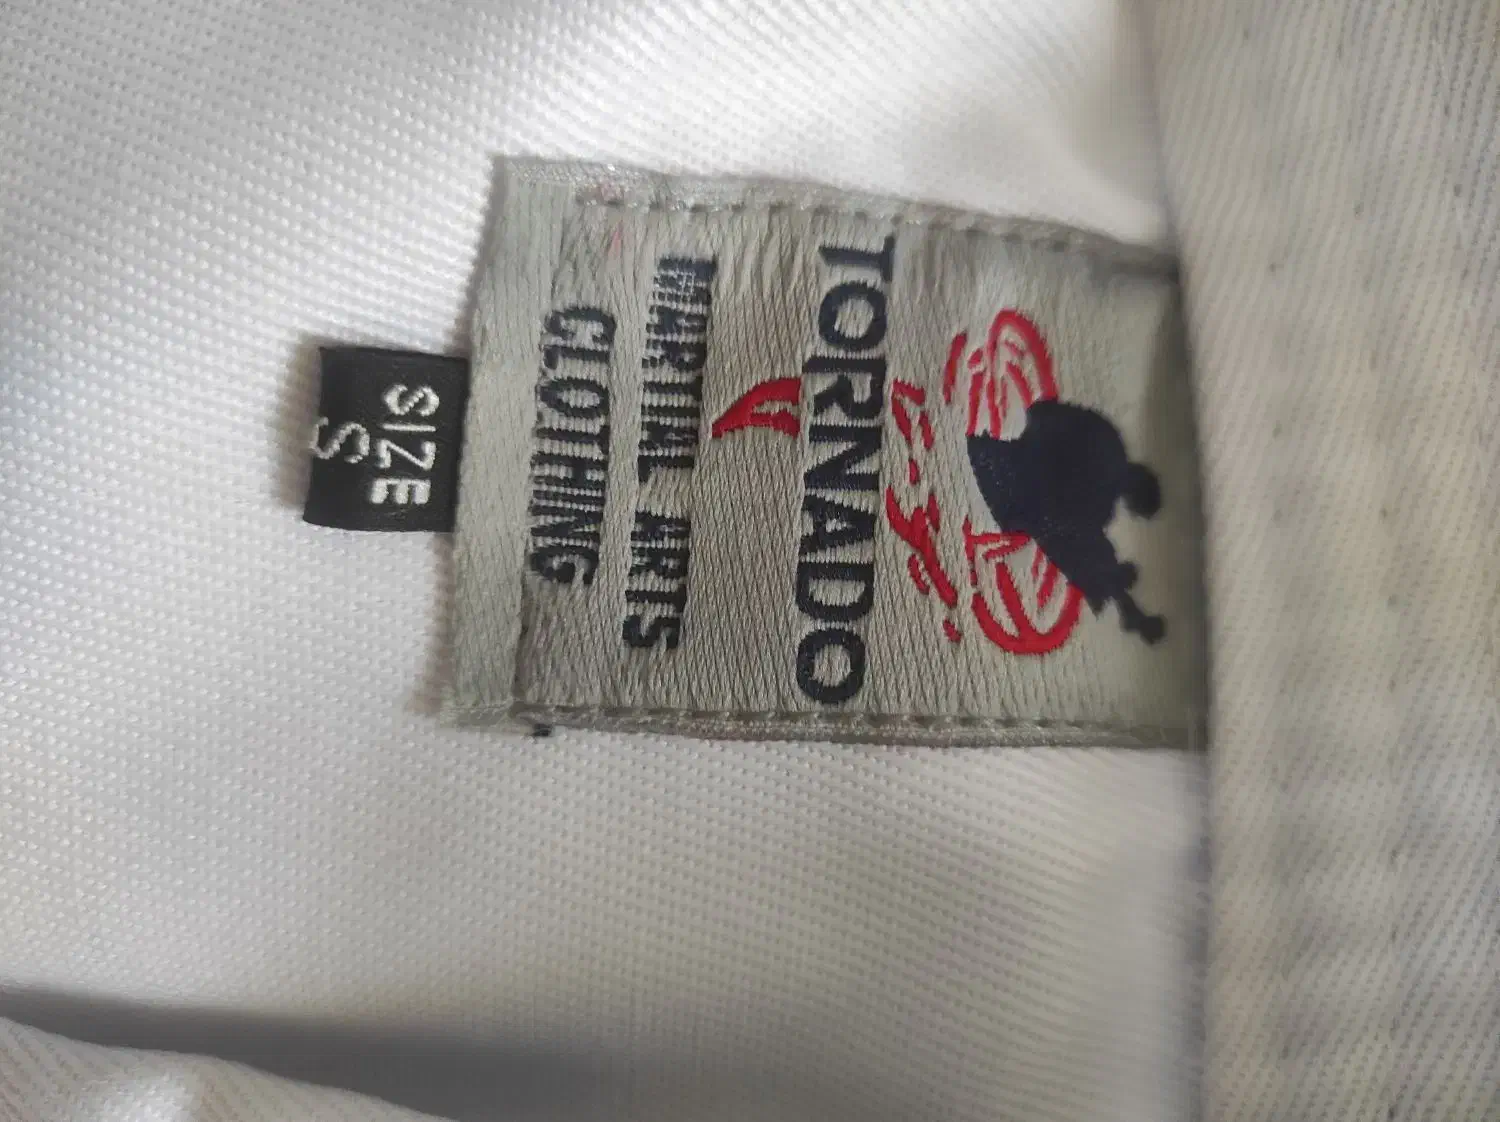 TORNADO
MARTIAL ARTS
CLOTHING
SIZE
S